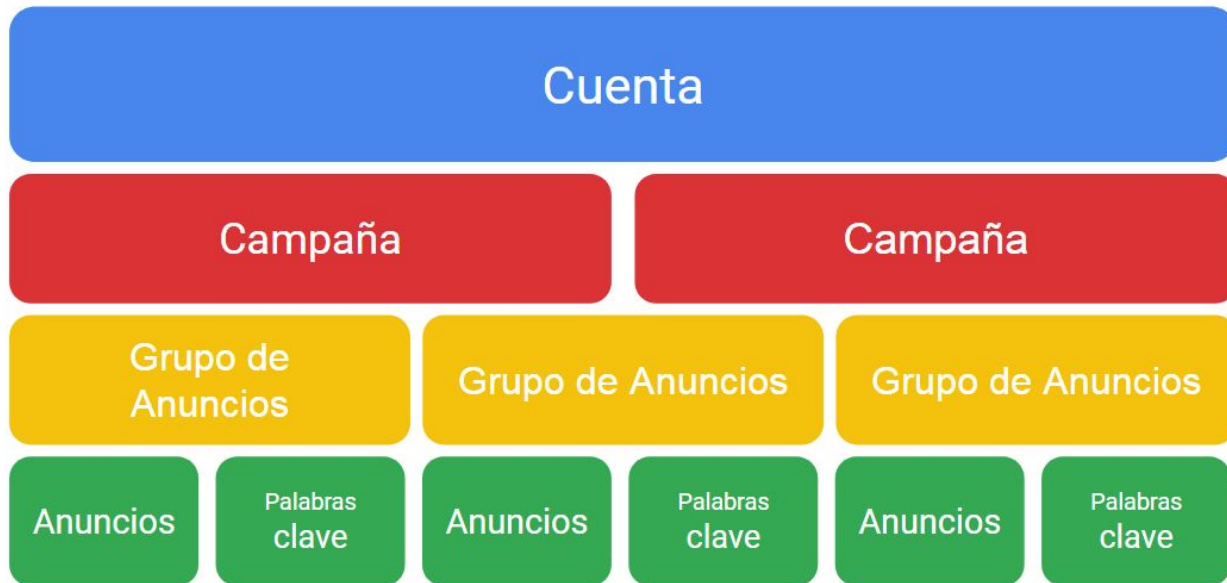 Cuenta
Campaña
Campaña
Grupo de
Anuncios
Grupo de Anuncios
Grupo de Anuncios
Anuncios
Palabras
clave
Anuncios
Palabras
clave
Anuncios
Palabras
clave